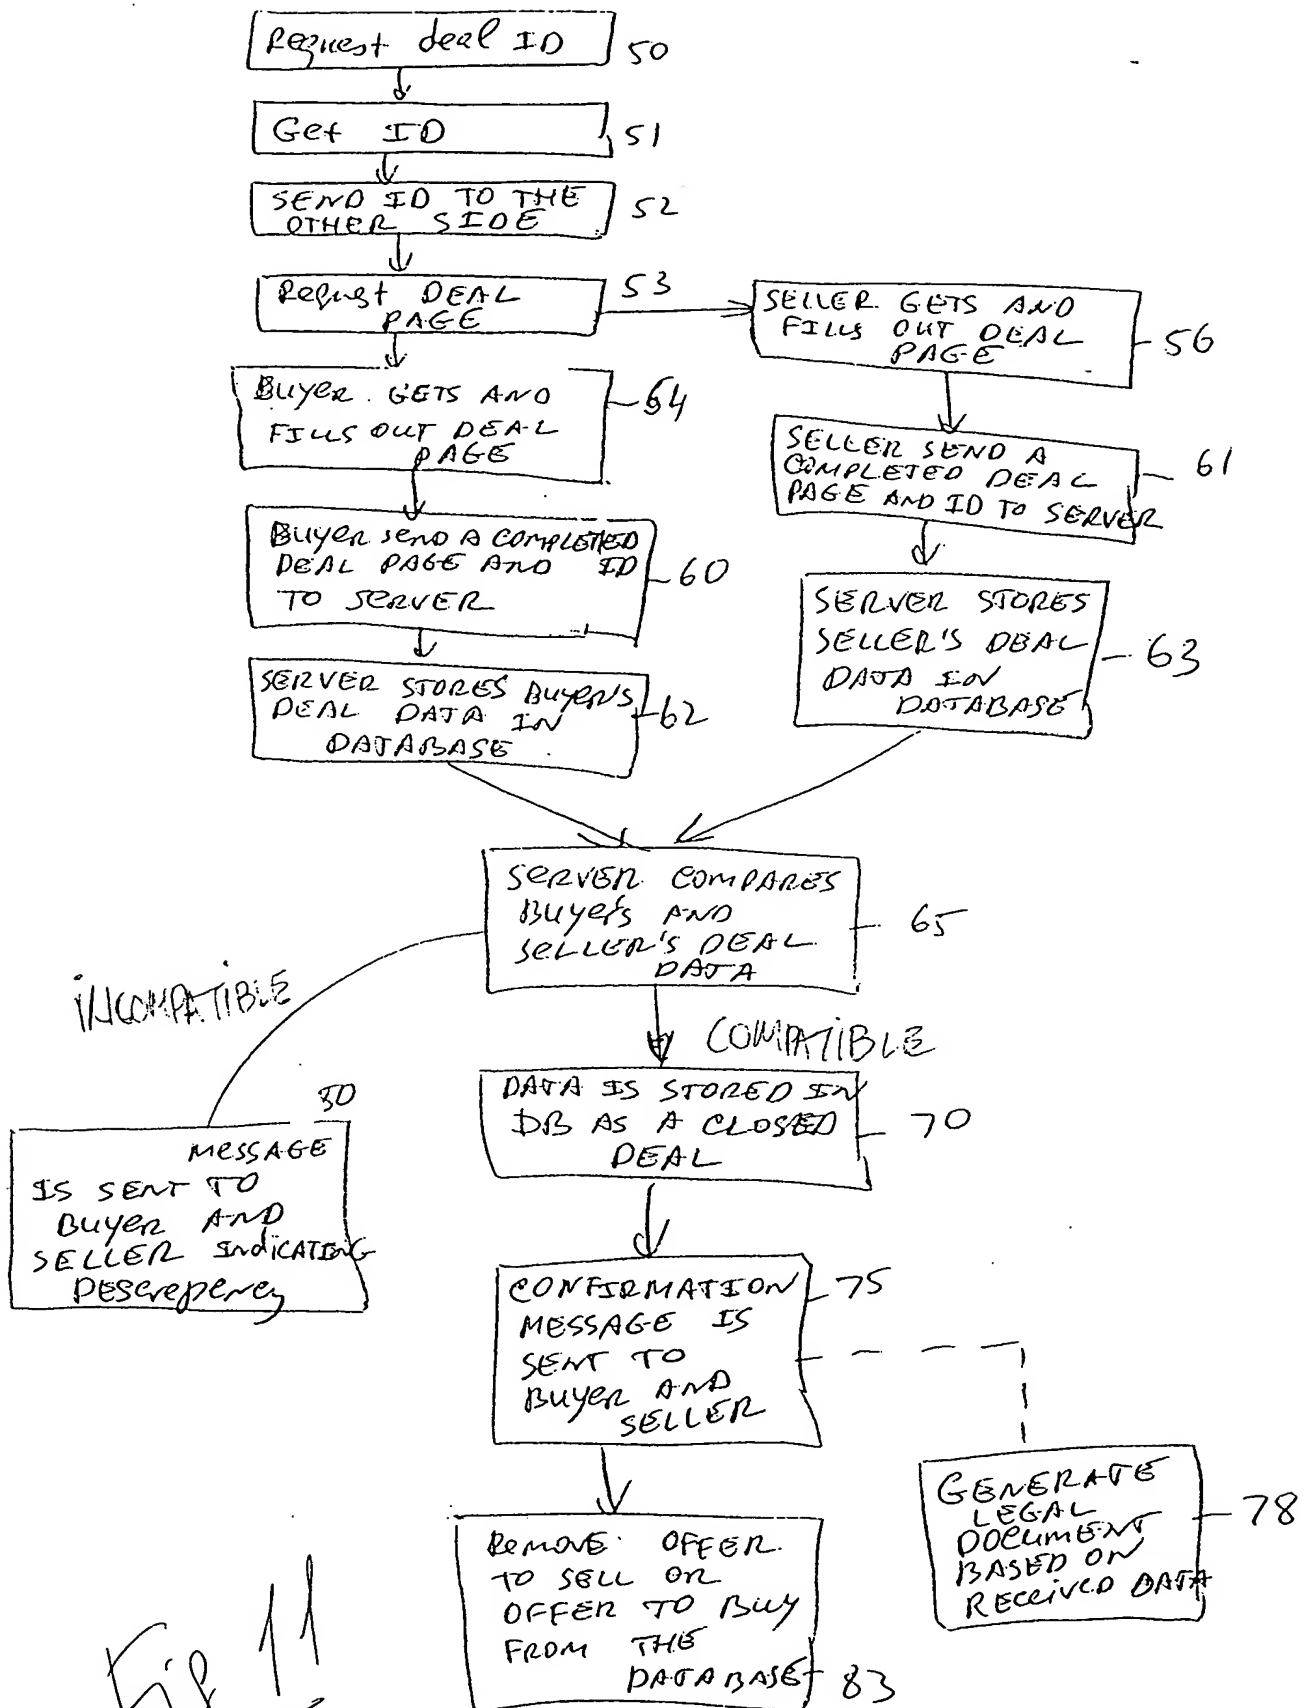 Request deal ID
50
Get ID
51
SEND ID TO THE
OTHER SIDE
52
Request DEAL
PAGE
53
SELLER GETS AND
FILLS OUT DEAL
PAGE
56
BUYER GETS AND
FILLS OUT DEAL
PAGE
54
SELLER SEND A
COMPLETED DEAL
PAGE AND ID TO SERVER
61
BUYER SEND A COMPLETED
DEAL PAGE AND ID
TO SERVER
60
SERVER STORES
SELLER'S DEAL
DATA IN
DATABASE
63
SERVER STORES BUYER'S
DEAL DATA IN
DATABASE
62
SERVER COMPARES
BUYER'S AND
SELLER'S DEAL
DATA
65
INCOMPATIBLE
COMPATIBLE
DATA IS STORED IN
DB AS A CLOSED
DEAL
70
80
MESSAGE
IS SENT TO
BUYER AND
SELLER INDICATING
DESCREPENCY
CONFIRMATION
MESSAGE IS
SENT TO
BUYER AND
SELLER
75
GENERATE
LEGAL
DOCUMENT
BASED ON
RECEIVED DATA
78
REMOVE OFFER
TO SELL OR
OFFER TO BUY
FROM THE
DATABASE
83
Fig 11